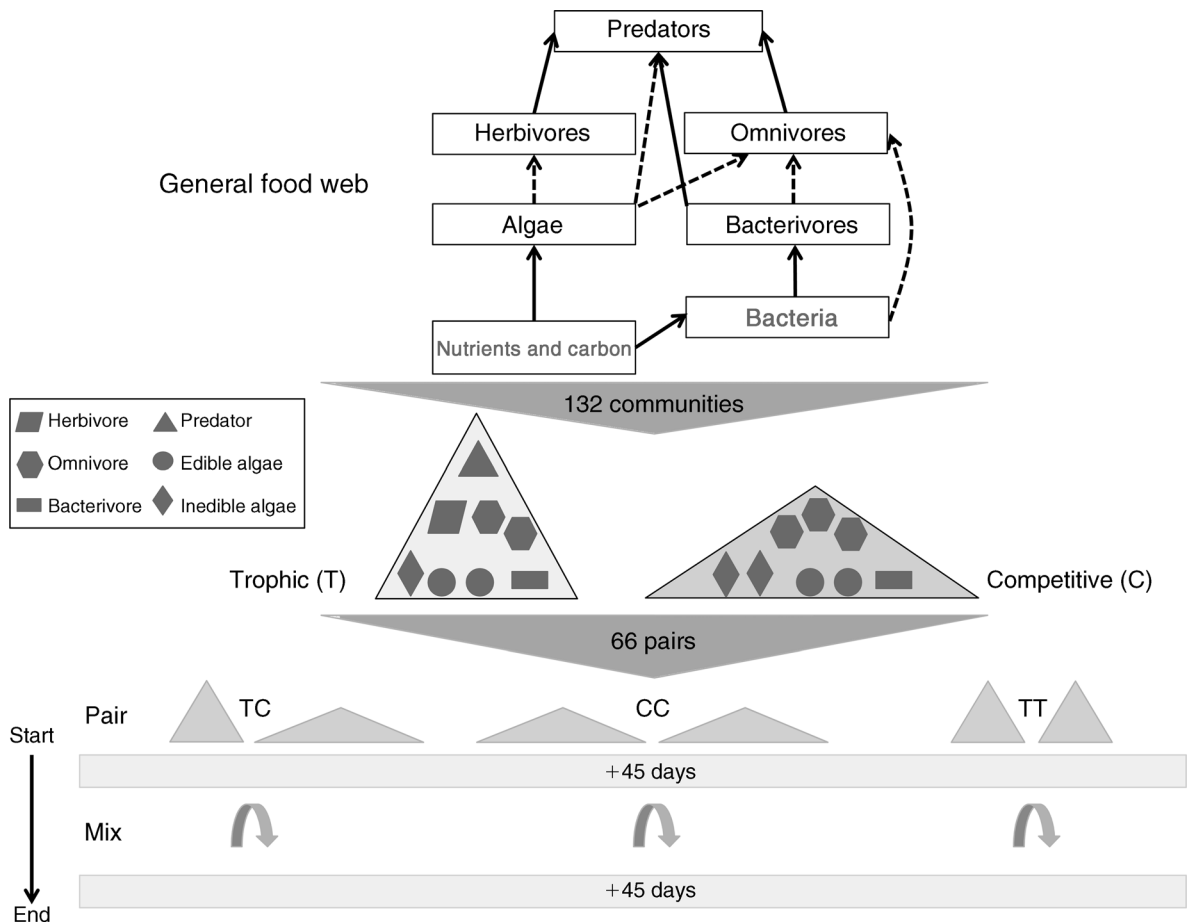 Predators
Herbivores
Omnivores
General food web
Algae
Bacterivores
Bacteria
Nutrients and carbon
132 communities
Herbivore
Predator
Omnivore
Edible algae
Bacterivore
Inedible algae
Trophic (T)
Competitive (C)
66 pairs
Pair
TC
CC
TT
Start
+45 days
Mix
+45 days
End